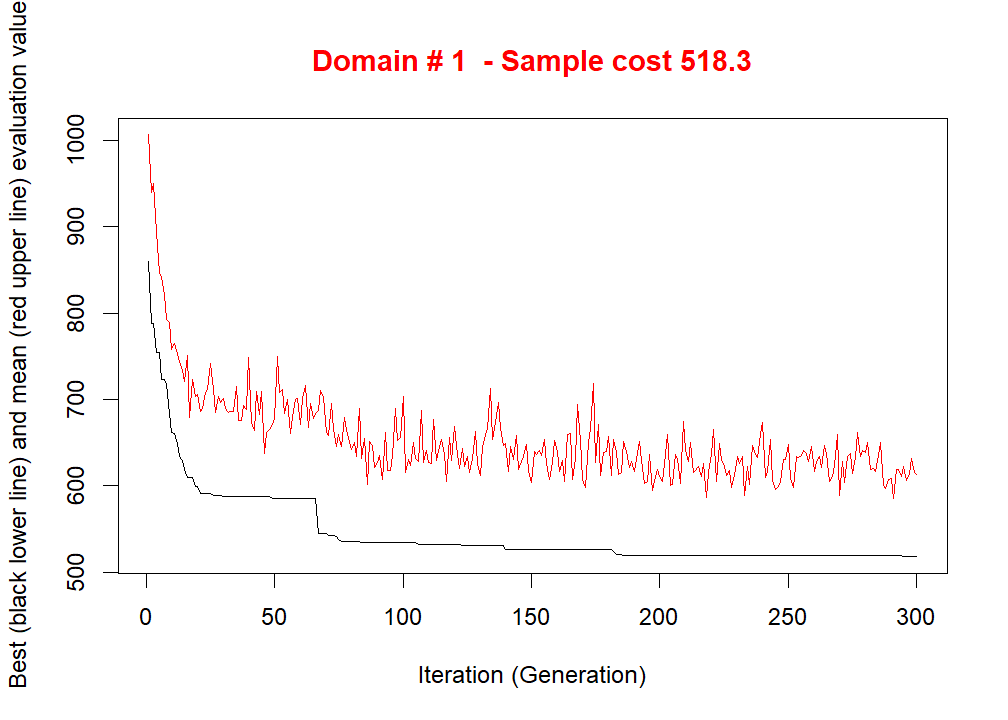 Domain # 1  - Sample cost 518.3
Best (black lower line) and mean (red upper line) evaluation value
1000
900
800
700
600
500
0 50 100 150 200 250 300
Iteration (Generation)